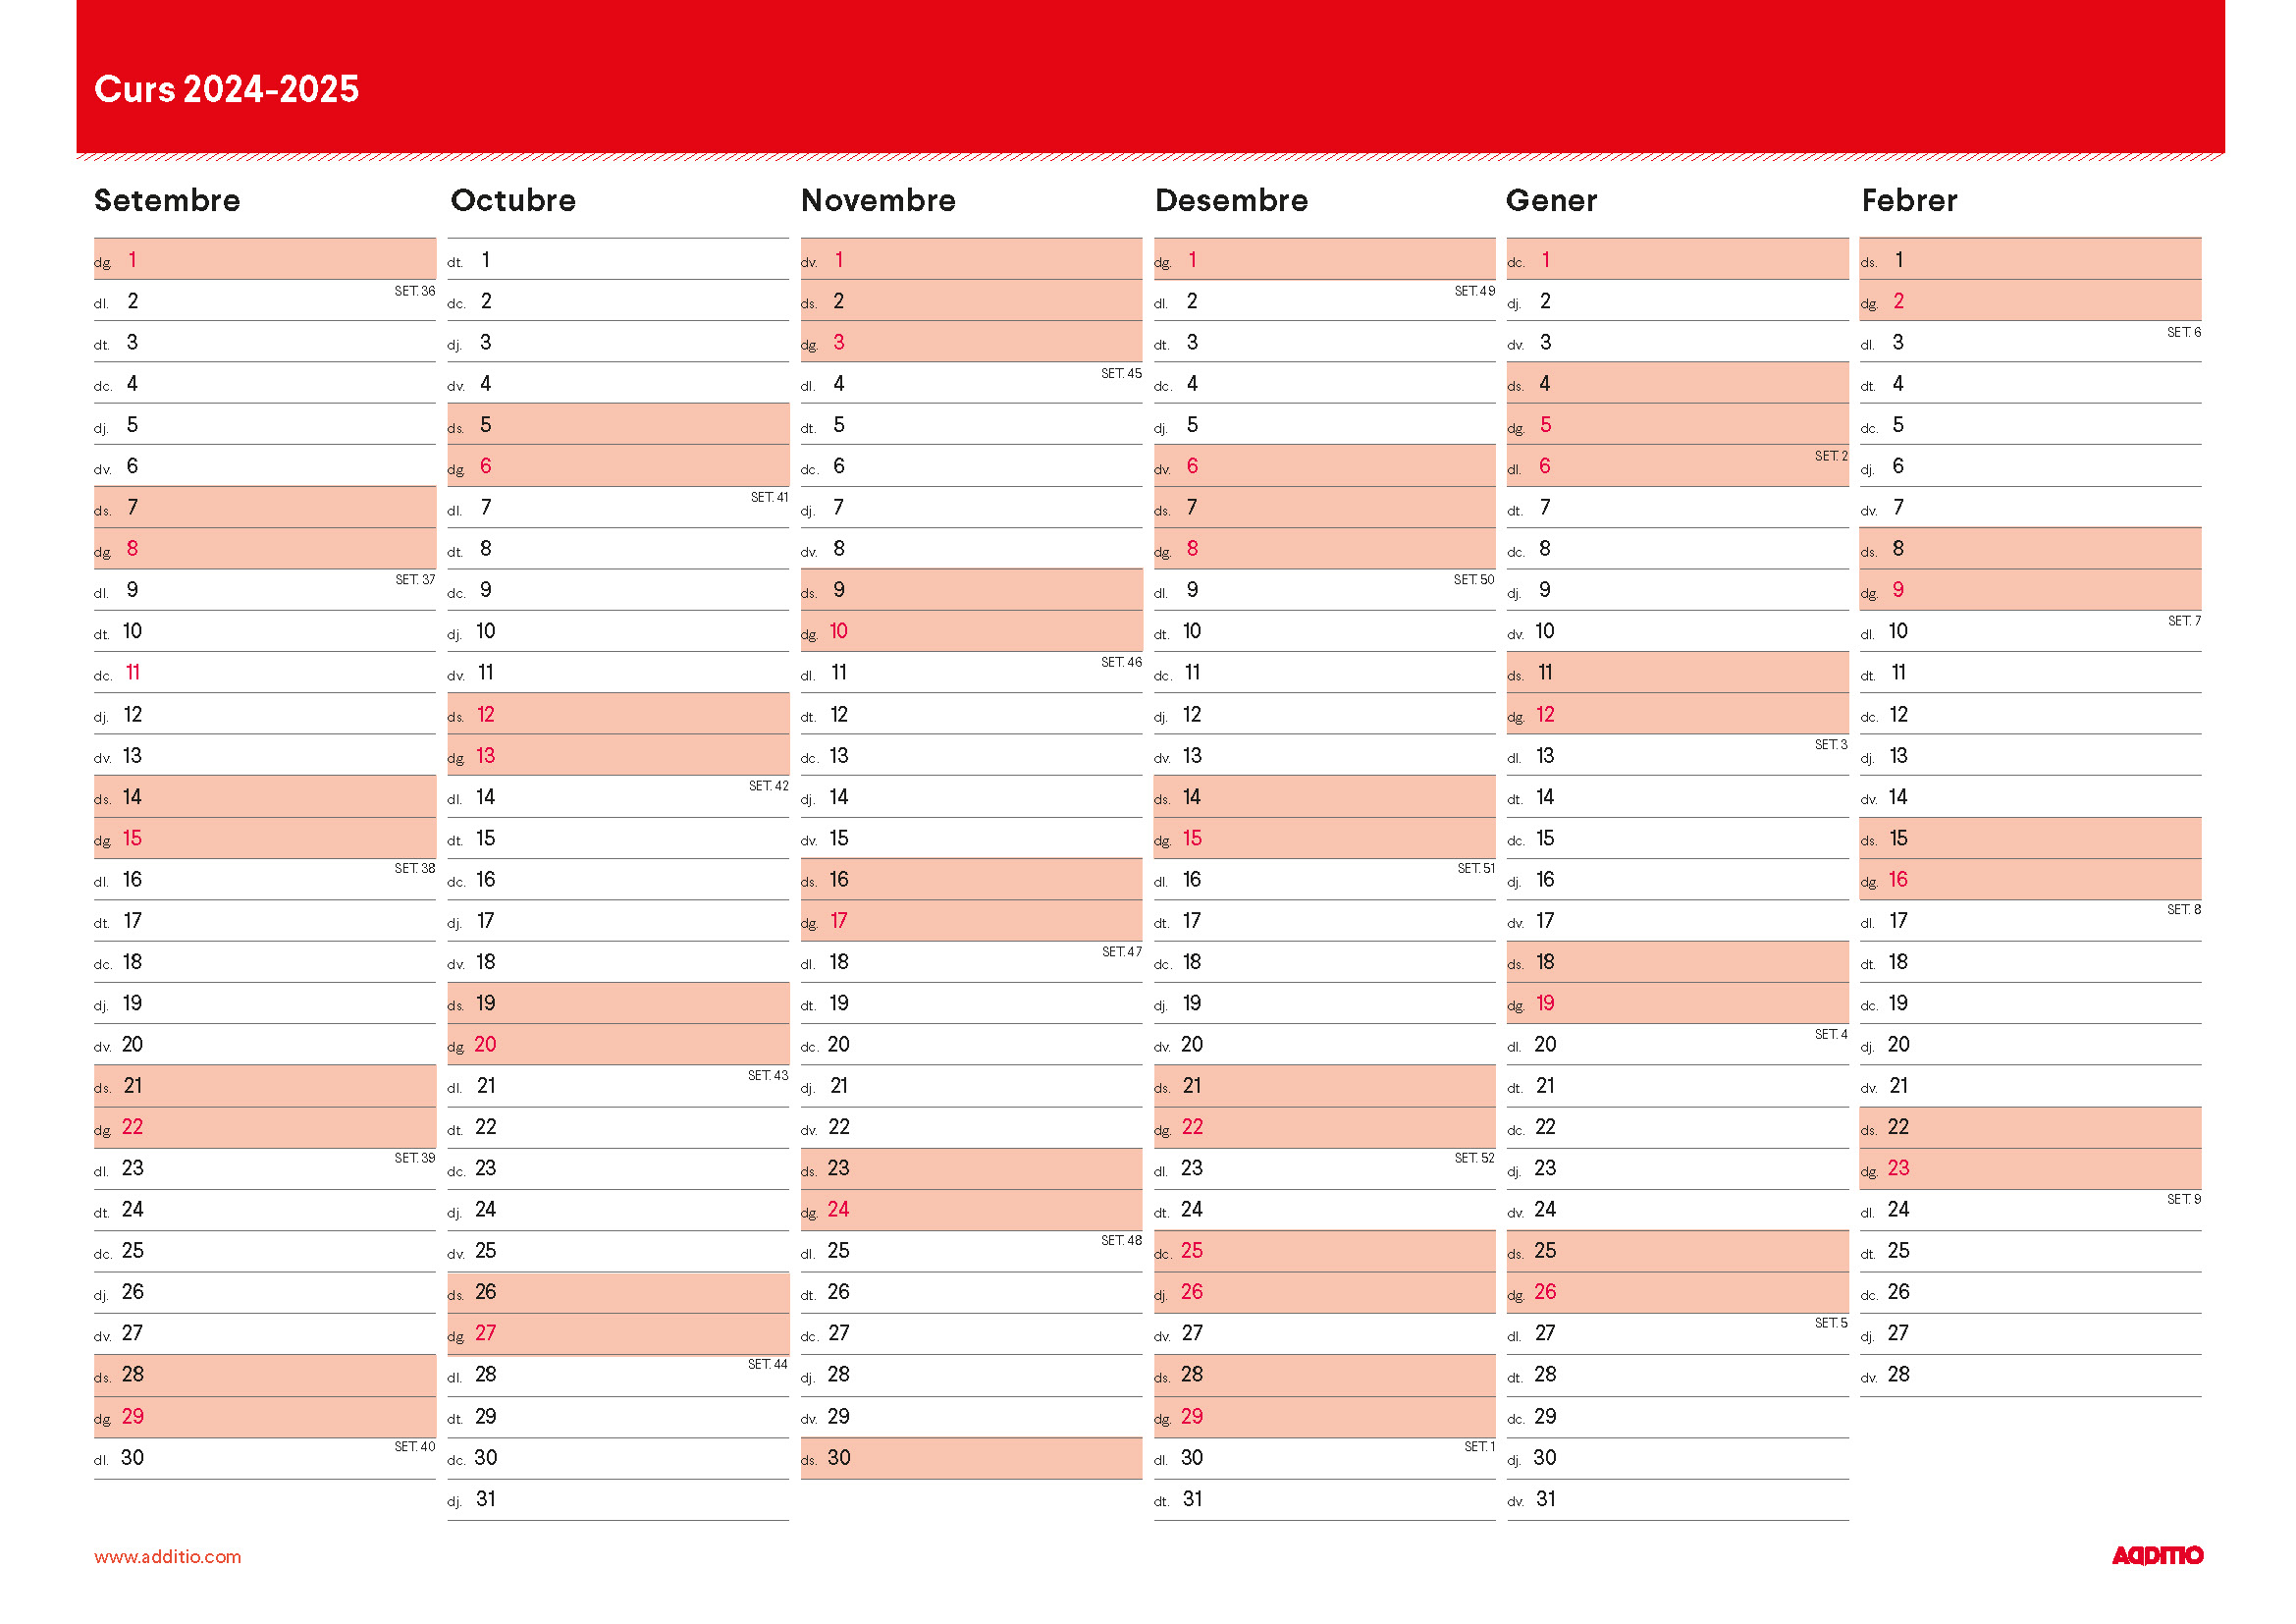 Curs 2024-2025
Setembre
dg. 1
dl. 2 SET. 36
dt. 3
dc. 4
dj. 5
dv. 6
ds. 7
dg. 8
dl. 9 SET. 37
dt. 10
dc. 11
dj. 12
dv. 13
ds. 14
dg. 15
dl. 16 SET. 38
dt. 17
dc. 18
dj. 19
dv. 20
ds. 21
dg. 22
dl. 23 SET. 39
dt. 24
dc. 25
dj. 26
dv. 27
ds. 28
dg. 29
dl. 30 SET. 40
Octubre
dt. 1
dc. 2
dj. 3
dv. 4
ds. 5
dg. 6
dl. 7 SET. 41
dt. 8
dc. 9
dj. 10
dv. 11
ds. 12
dg. 13
dl. 14 SET. 42
dt. 15
dc. 16
dj. 17
dv. 18
ds. 19
dg. 20
dl. 21 SET. 43
dt. 22
dc. 23
dj. 24
dv. 25
ds. 26
dg. 27
dl. 28 SET. 44
dt. 29
dc. 30
dj. 31
Novembre
dv. 1
ds. 2
dg. 3
dl. 4 SET. 45
dt. 5
dc. 6
dj. 7
dv. 8
ds. 9
dg. 10
dl. 11 SET. 46
dt. 12
dc. 13
dj. 14
dv. 15
ds. 16
dg. 17
dl. 18 SET. 47
dt. 19
dc. 20
dj. 21
dv. 22
ds. 23
dg. 24
dl. 25 SET. 48
dt. 26
dc. 27
dj. 28
dv. 29
ds. 30
Desembre
dg. 1
dl. 2 SET. 49
dt. 3
dc. 4
dj. 5
dv. 6
ds. 7
dg. 8
dl. 9 SET. 50
dt. 10
dc. 11
dj. 12
dv. 13
ds. 14
dg. 15
dl. 16 SET. 51
dt. 17
dc. 18
dj. 19
dv. 20
ds. 21
dg. 22
dl. 23 SET. 52
dt. 24
dc. 25
dj. 26
dv. 27
ds. 28
dg. 29
dl. 30 SET. 1
dt. 31
Gener
dc. 1
dj. 2
dv. 3
ds. 4
dg. 5
dl. 6 SET. 2
dt. 7
dc. 8
dj. 9
dv. 10
ds. 11
dg. 12
dl. 13 SET. 3
dt. 14
dc. 15
dj. 16
dv. 17
ds. 18
dg. 19
dl. 20 SET. 4
dt. 21
dc. 22
dj. 23
dv. 24
ds. 25
dg. 26
dl. 27 SET. 5
dt. 28
dc. 29
dj. 30
dv. 31
Febrer
ds. 1
dg. 2
dl. 3 SET. 6
dt. 4
dc. 5
dj. 6
dv. 7
ds. 8
dg. 9
dl. 10 SET. 7
dt. 11
dc. 12
dj. 13
dv. 14
ds. 15
dg. 16
dl. 17 SET. 8
dt. 18
dc. 19
dj. 20
dv. 21
ds. 22
dg. 23
dl. 24 SET. 9
dt. 25
dc. 26
dj. 27
dv. 28
www.additio.com
ADDITIO